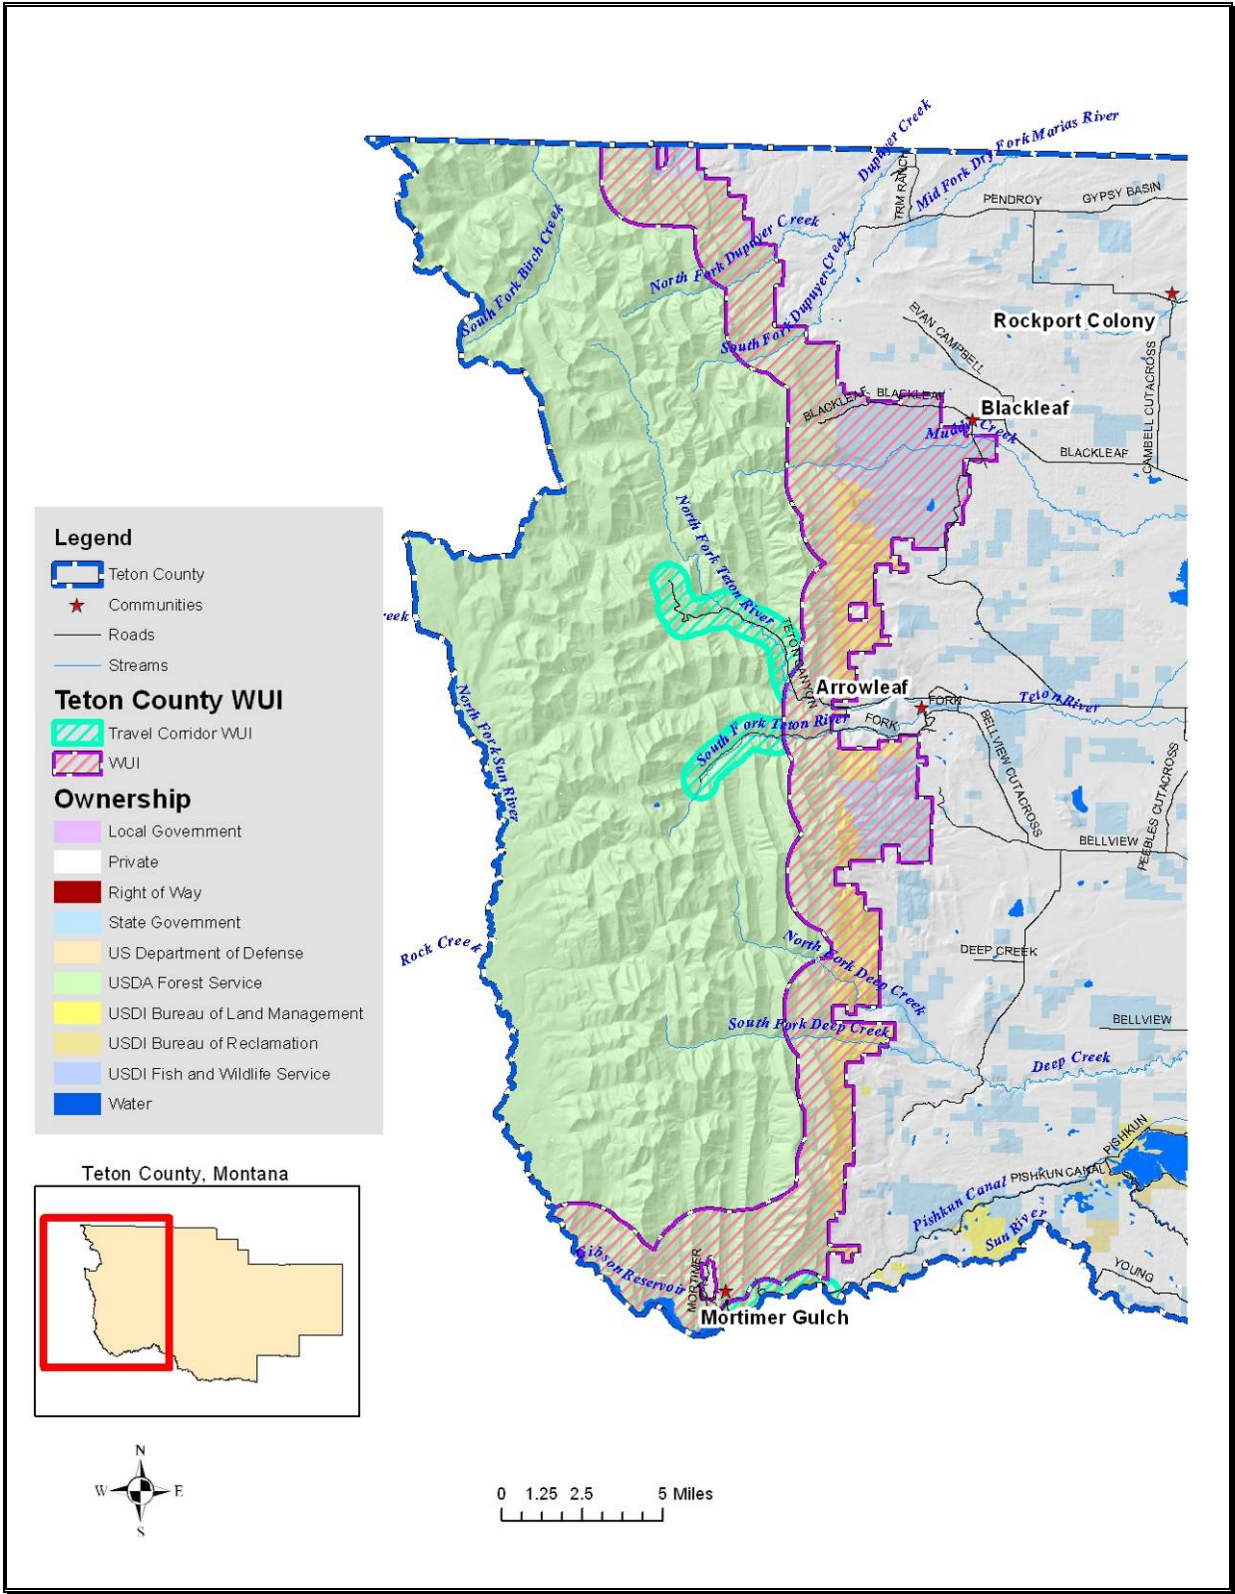 Dupuyer Creek
Mid Fork Dry Fork Marias River
TRM RANCH
PENDROY
GYPSY BASIN
South Fork Birch Creek
North Fork Dupuyer Creek
South Fork Dupuyer Creek
Rockport Colony
EVAN CAMPBELL
CAMBELL CUTACROSS
BLACKLEAF
BLACKLEAF
Blackleaf
Muddy Creek
BLACKLEAF
North Fork Teton River
TETON CANYON
reek
Arrowleaf
FORK
Teton River
South Fork Teton River
FORK
BELLVIEW CUTACROSS
PEEBLES CUTACROSS
BELLVIEW
North Fork Sun River
Rock Creek
North Fork Deep Creek
DEEP CREEK
South Fork Deep Creek
BELLVIEW
Deep Creek
PISHKUN
PISHKUN CANAL
Pishkun Canal
Sun River
YOUNG
Gibson Reservoir
MORTIMER
Mortimer Gulch
Legend
Teton County
Communities
Roads
Streams
Teton County WUI
Travel Corridor WUI
WUI
Ownership
Local Government
Private
Right of Way
State Government
US Department of Defense
USDA Forest Service
USDI Bureau of Land Management
USDI Bureau of Reclamation
USDI Fish and Wildlife Service
Water
Teton County, Montana
N
W E
S
0 1.25 2.5 5 Miles